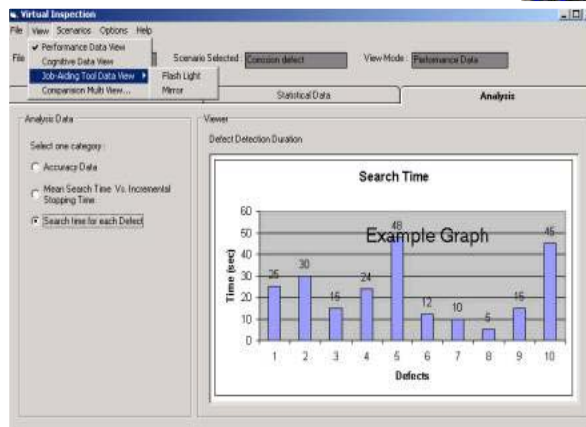 Virtual Inspection
File View Scenarios Options Help
Performance Data View
Cognitive Data View
Job-Aiding Tool Data View
Comparison Multi View...
Flash Light
Mirror
File
Scenario Selected: Corrosion defect
View Mode: Performance Data
Statistical Data
Analysis
Analysis Data
Select one category:
Accuracy Data
Mean Search Time Vs. Incremental
Stopping Time
Search time for each Defect
Viewer
Defect Detection Duration
Search Time
Example Graph
Time (sec)
60
50
40
30
20
10
0
25 30 15 24 48 12 10 5 15 45
1 2 3 4 5 6 7 8 9 10
Defects